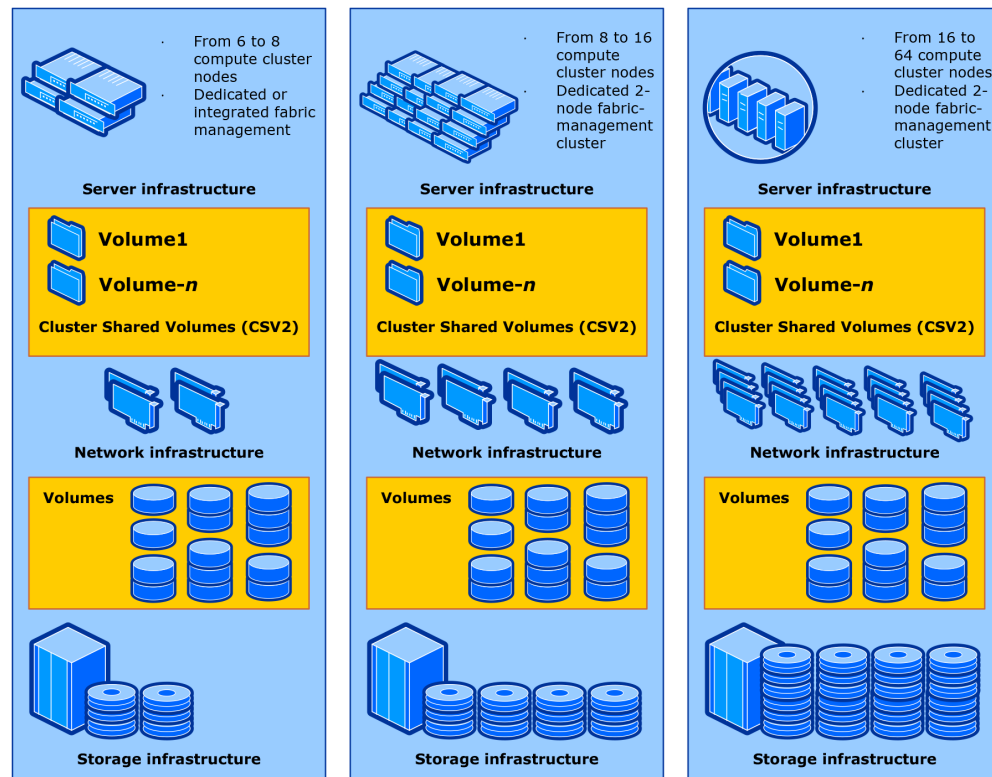 · From 6 to 8
compute cluster
nodes
· Dedicated or
integrated fabric
management
Server infrastructure
Volume1
Volume-n
Cluster Shared Volumes (CSV2)
Network infrastructure
Volumes
Storage infrastructure
· From 8 to 16
compute
cluster nodes
· Dedicated 2-
node fabric-
management
cluster
Server infrastructure
Volume1
Volume-n
Cluster Shared Volumes (CSV2)
Network infrastructure
Volumes
Storage infrastructure
· From 16 to
64 compute
cluster nodes
· Dedicated 2-
node fabric-
management
cluster
Server infrastructure
Volume1
Volume-n
Cluster Shared Volumes (CSV2)
Network infrastructure
Volumes
Storage infrastructure